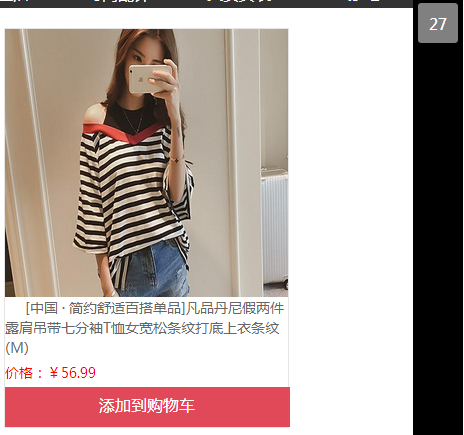 27
[中国 · 简约舒适百搭单品]凡品丹尼假两件
露肩吊带七分袖T恤女宽松条纹打底上衣条纹
(M)
价格：￥56.99
添加到购物车